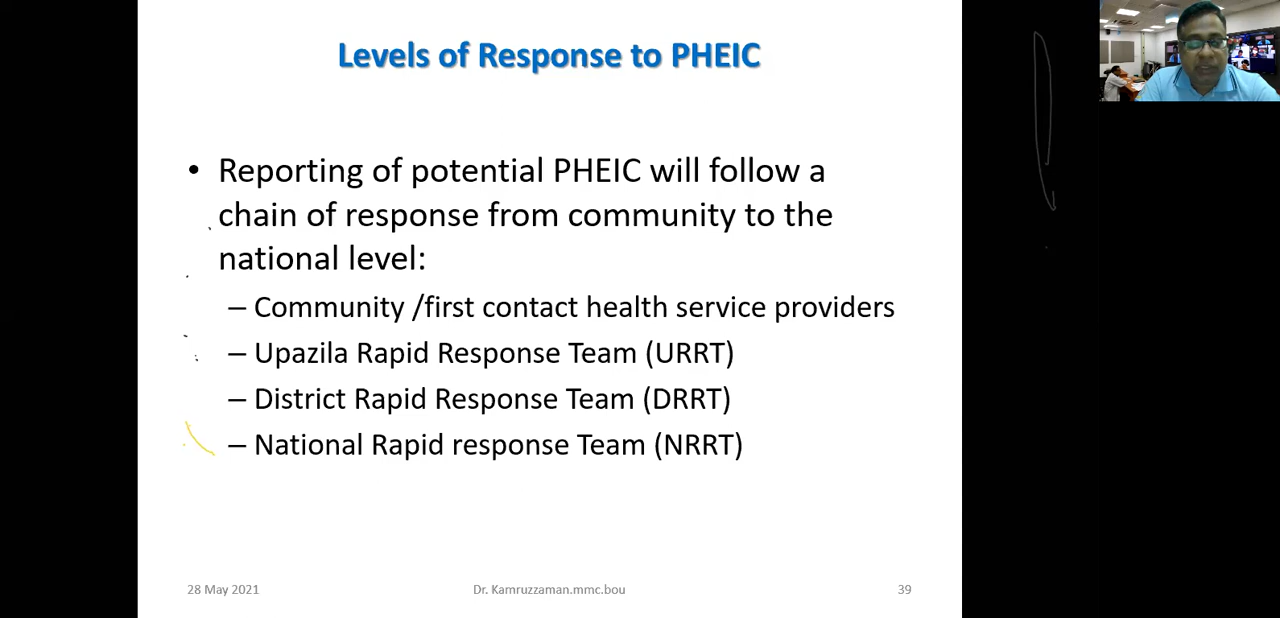 Levels of Response to PHEIC
• Reporting of potential PHEIC will follow a
chain of response from community to the
national level:
– Community /first contact health service providers
– Upazila Rapid Response Team (URRT)
– District Rapid Response Team (DRRT)
– National Rapid response Team (NRRT)
28 May 2021
Dr. Kamruzzaman.mmc.bou
39